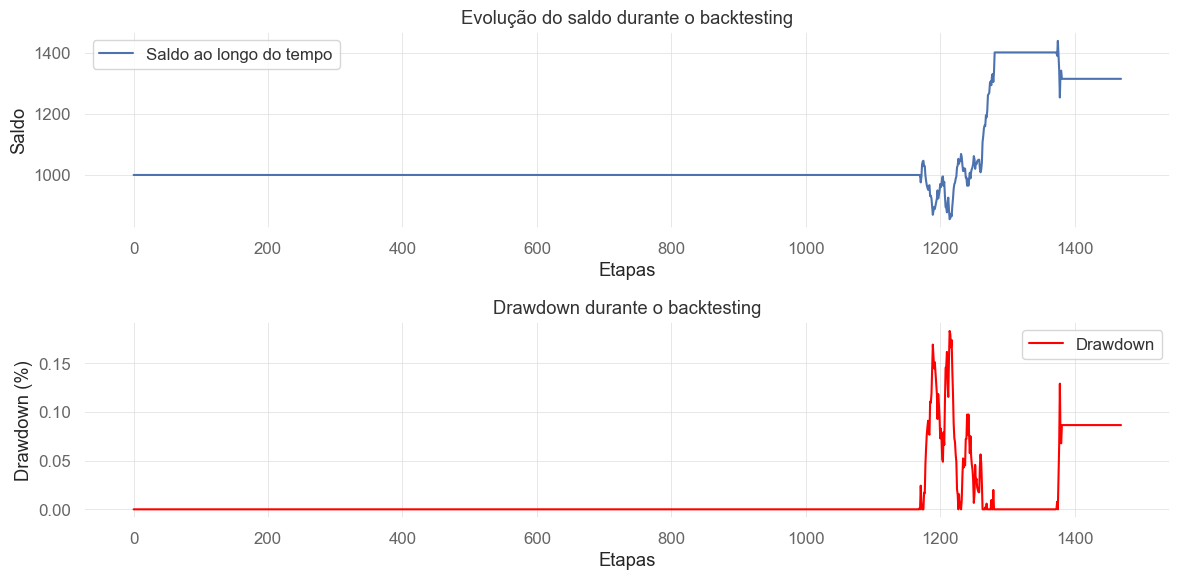 Evolução do saldo durante o backtesting
Saldo ao longo do tempo
1400
1200
1000
Saldo
0 200 400 600 800 1000 1200 1400
Etapas
Drawdown durante o backtesting
Drawdown
0.15
0.10
0.05
0.00
Drawdown (%)
0 200 400 600 800 1000 1200 1400
Etapas